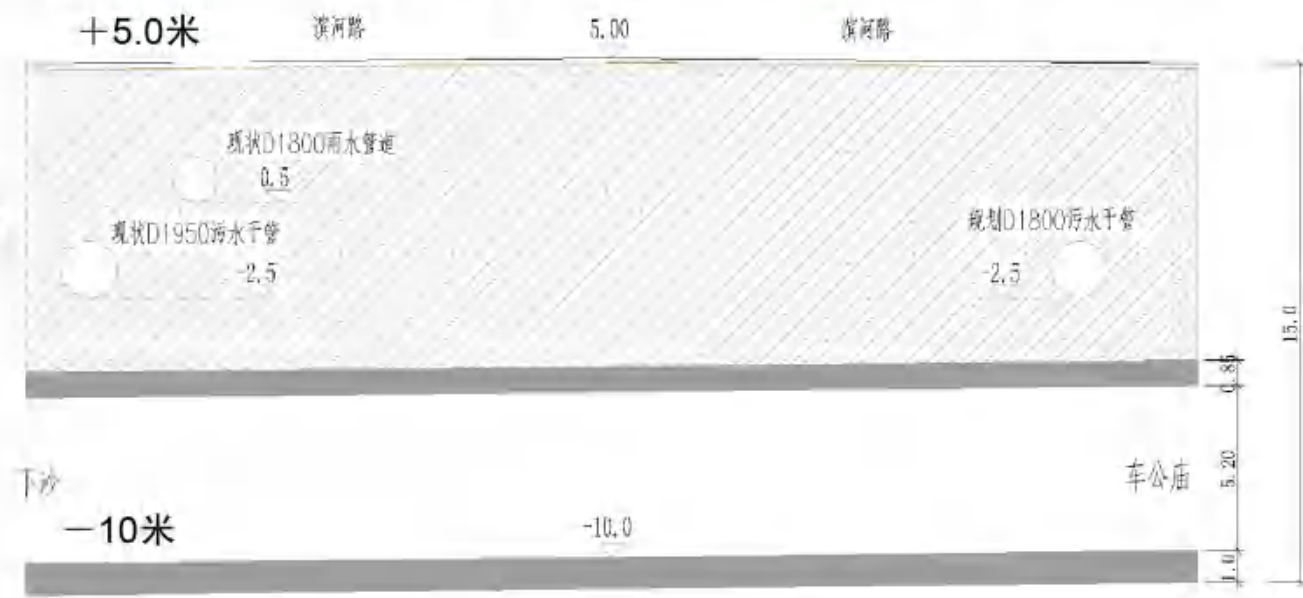 +5.0米 滨河路 5.00 滨河路
现状D1800雨水管道
0.5
现状D1950污水干管
-2.5
规划D1800污水干管
-2.5
15.0
0.85
5.20
下沙
车公庙
-10米
-10.0
1.0